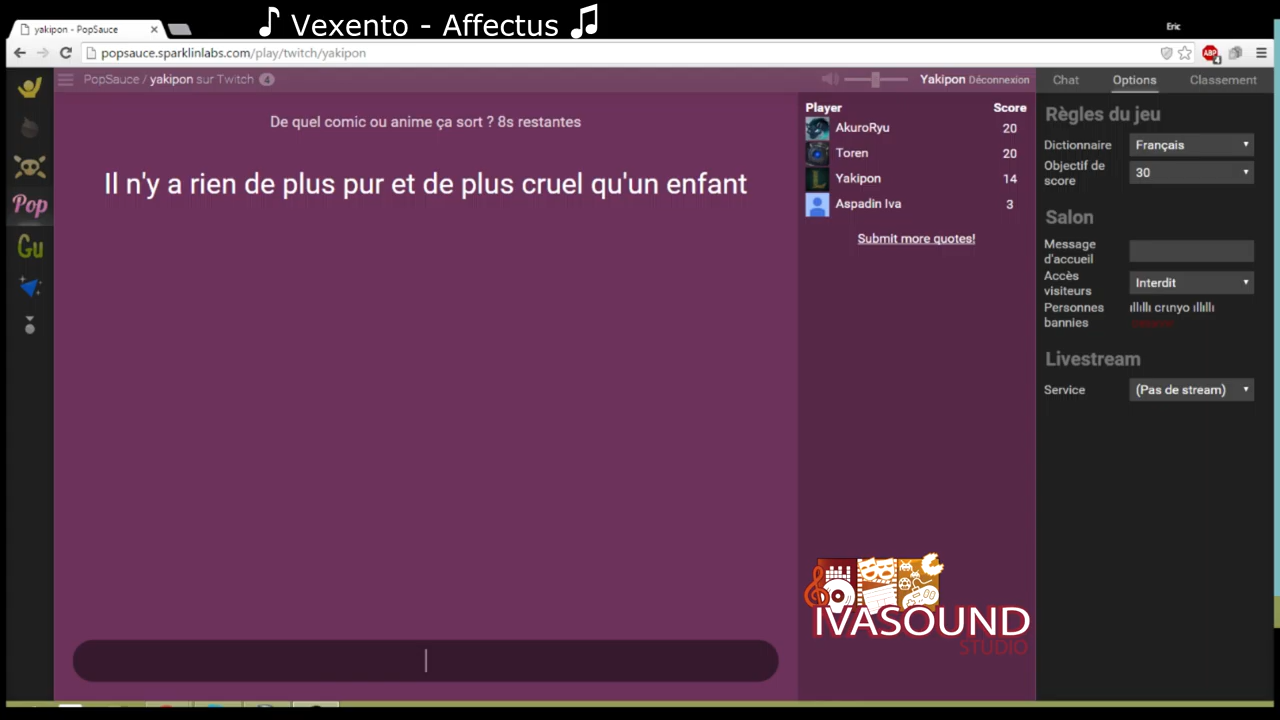 ♪ Vexento - Affectus ♫
Eric
yakipon - PopSauce
popsauce.sparklinlabs.com/play/twitch/yakipon
ABP
PopSauce / yakipon sur Twitch 4
Yakipon Déconnexion
Chat Options Classement
Pop
Gu
De quel comic ou anime ça sort ? 8s restantes
Il n'y a rien de plus pur et de plus cruel qu'un enfant
Player Score
AkuroRyu 20
Toren 20
Yakipon 14
Aspadin Iva 3
Submit more quotes!
Règles du jeu
Dictionnaire Français
Objectif de score 30
Salon
Message d'accueil
Accès visiteurs Interdit
Personnes bannies
Livestream
Service (Pas de stream)
IVASOUND
STUDIO